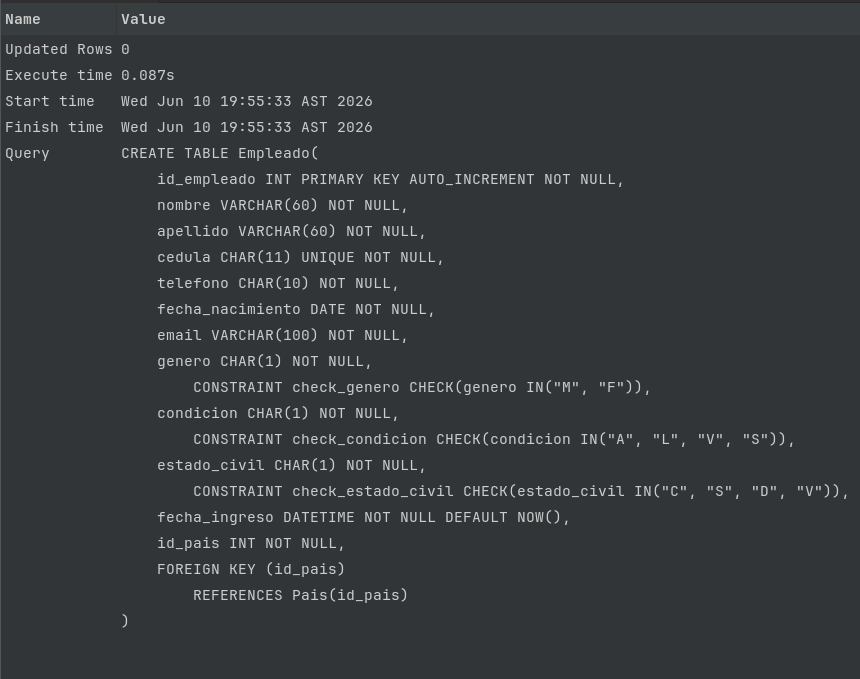 Name Value
Updated Rows 0
Execute time 0.087s
Start time Wed Jun 10 19:55:33 AST 2026
Finish time Wed Jun 10 19:55:33 AST 2026
Query CREATE TABLE Empleado(
    id_empleado INT PRIMARY KEY AUTO_INCREMENT NOT NULL,
    nombre VARCHAR(60) NOT NULL,
    apellido VARCHAR(60) NOT NULL,
    cedula CHAR(11) UNIQUE NOT NULL,
    telefono CHAR(10) NOT NULL,
    fecha_nacimiento DATE NOT NULL,
    email VARCHAR(100) NOT NULL,
    genero CHAR(1) NOT NULL,
        CONSTRAINT check_genero CHECK(genero IN("M", "F")),
    condicion CHAR(1) NOT NULL,
        CONSTRAINT check_condicion CHECK(condicion IN("A", "L", "V", "S")),
    estado_civil CHAR(1) NOT NULL,
        CONSTRAINT check_estado_civil CHECK(estado_civil IN("C", "S", "D", "V")),
    fecha_ingreso DATETIME NOT NULL DEFAULT NOW(),
    id_pais INT NOT NULL,
    FOREIGN KEY (id_pais)
        REFERENCES Pais(id_pais)
)